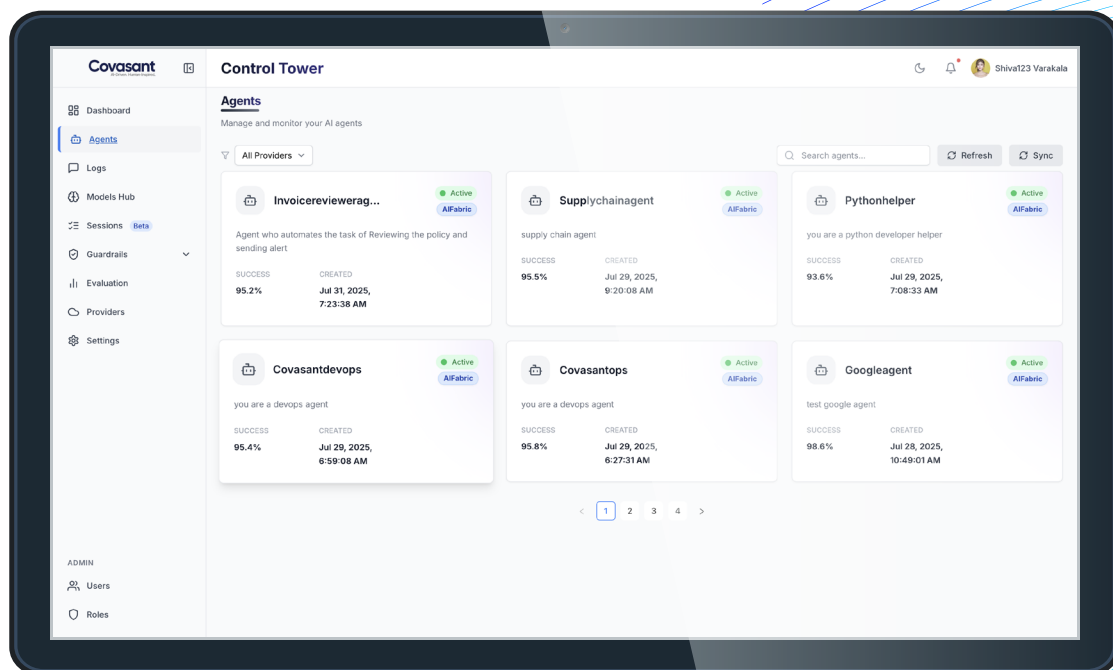 Covasant
Control Tower
Shiva123 Varakala
Dashboard
Agents
Logs
Models Hub
Sessions Beta
Guardrails
Evaluation
Providers
Settings
ADMIN
Users
Roles
Agents
Manage and monitor your AI agents
All Providers
Search agents...
Refresh
Sync
Invoicereviewerag...
Active
AIFabric
Agent who automates the task of Reviewing the policy and
sending alert
SUCCESS CREATED
95.2% Jul 31, 2025,
7:23:38 AM
Supplychainagent
Active
AIFabric
supply chain agent
SUCCESS CREATED
95.5% Jul 29, 2025,
9:20:08 AM
Pythonhelper
Active
AIFabric
you are a python developer helper
SUCCESS CREATED
93.6% Jul 29, 2025,
7:08:33 AM
Covasantdevops
Active
AIFabric
you are a devops agent
SUCCESS CREATED
95.4% Jul 29, 2025,
6:59:08 AM
Covasantops
Active
AIFabric
you are a devops agent
SUCCESS CREATED
95.8% Jul 29, 2025,
6:27:31 AM
Googleagent
Active
AIFabric
test google agent
SUCCESS CREATED
98.6% Jul 28, 2025,
10:49:01 AM
< 1 2 3 4 >